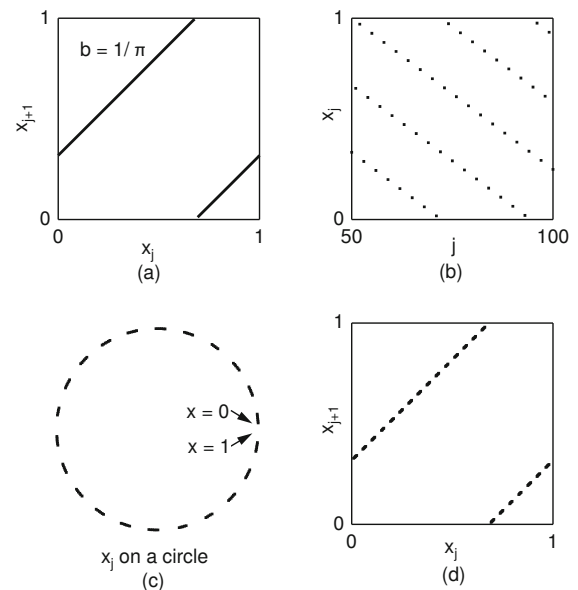 1
b = 1/ π
x_{j+1}
0
0
1
x_j
(a)
1
x_j
0
50
100
j
(b)
x = 0
x = 1
x_j on a circle
(c)
1
x_{j+1}
0
0
1
x_j
(d)